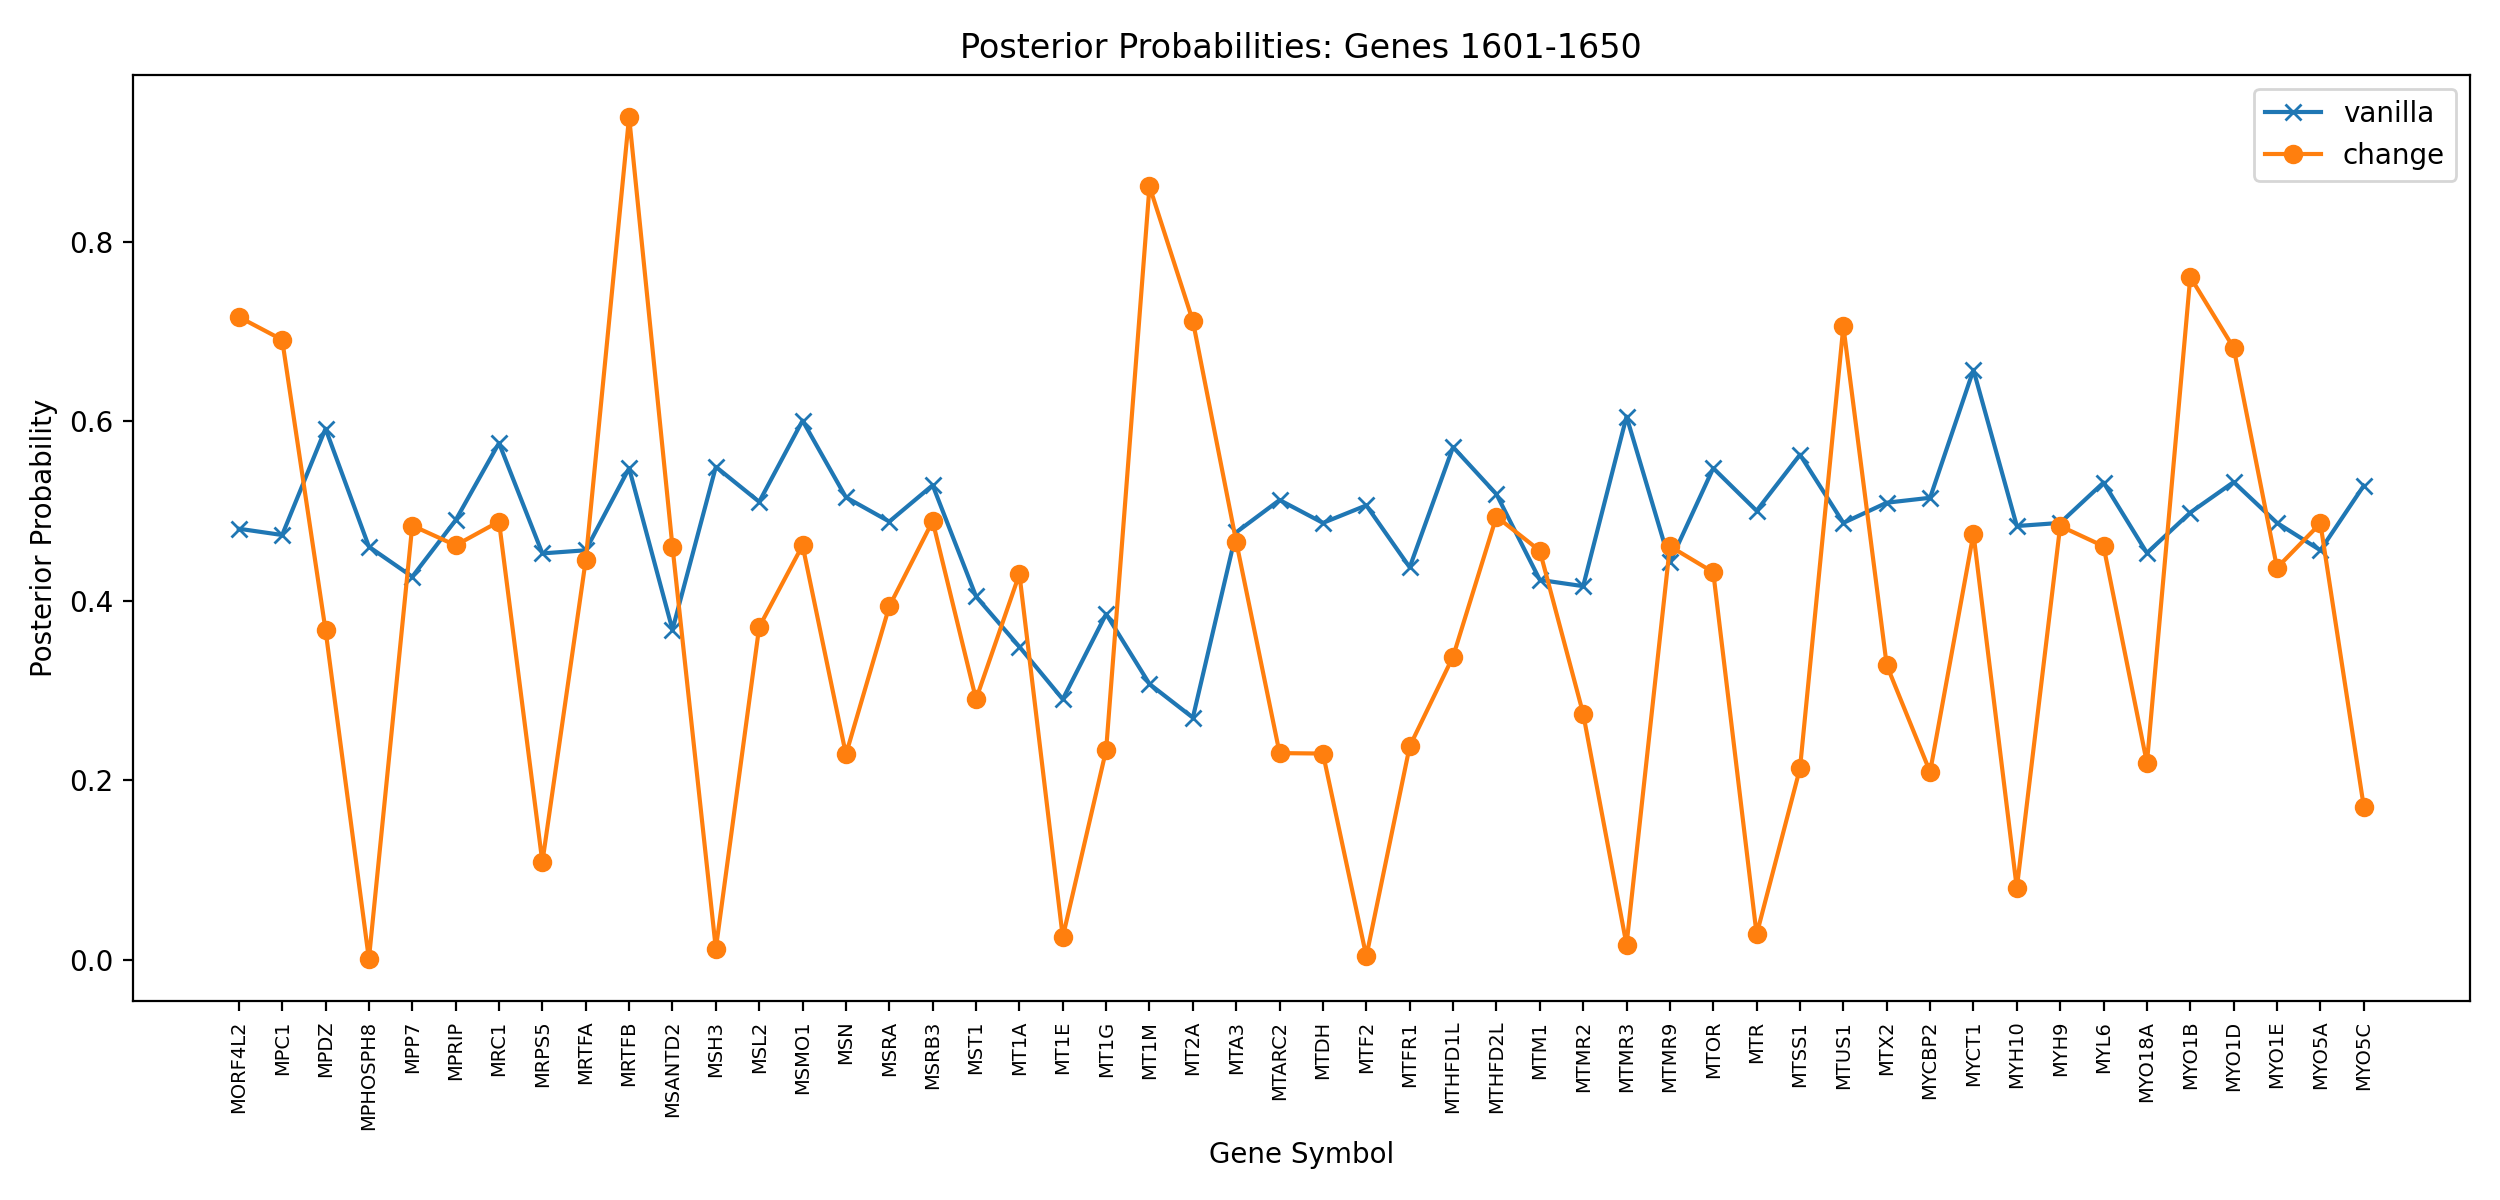 Posterior Probabilities: Genes 1601-1650
vanilla
change
Posterior Probability
0.8
0.6
0.4
0.2
0.0
MORF4L2
MPC1
MPDZ
MPHOSPH8
MPP7
MPRIP
MRC1
MRPS5
MRTFA
MRTFB
MSANTD2
MSH3
MSL2
MSMO1
MSN
MSRA
MSRB3
MST1
MT1A
MT1E
MT1G
MT1M
MT2A
MTA3
MTARC2
MTDH
MTF2
MTFR1
MTHFD1L
MTHFD2L
MTM1
MTMR2
MTMR3
MTMR9
MTOR
MTR
MTSS1
MTUS1
MTX2
MYCBP2
MYCT1
MYH10
MYH9
MYL6
MYO18A
MYO1B
MYO1D
MYO1E
MYO5A
MYO5C
Gene Symbol